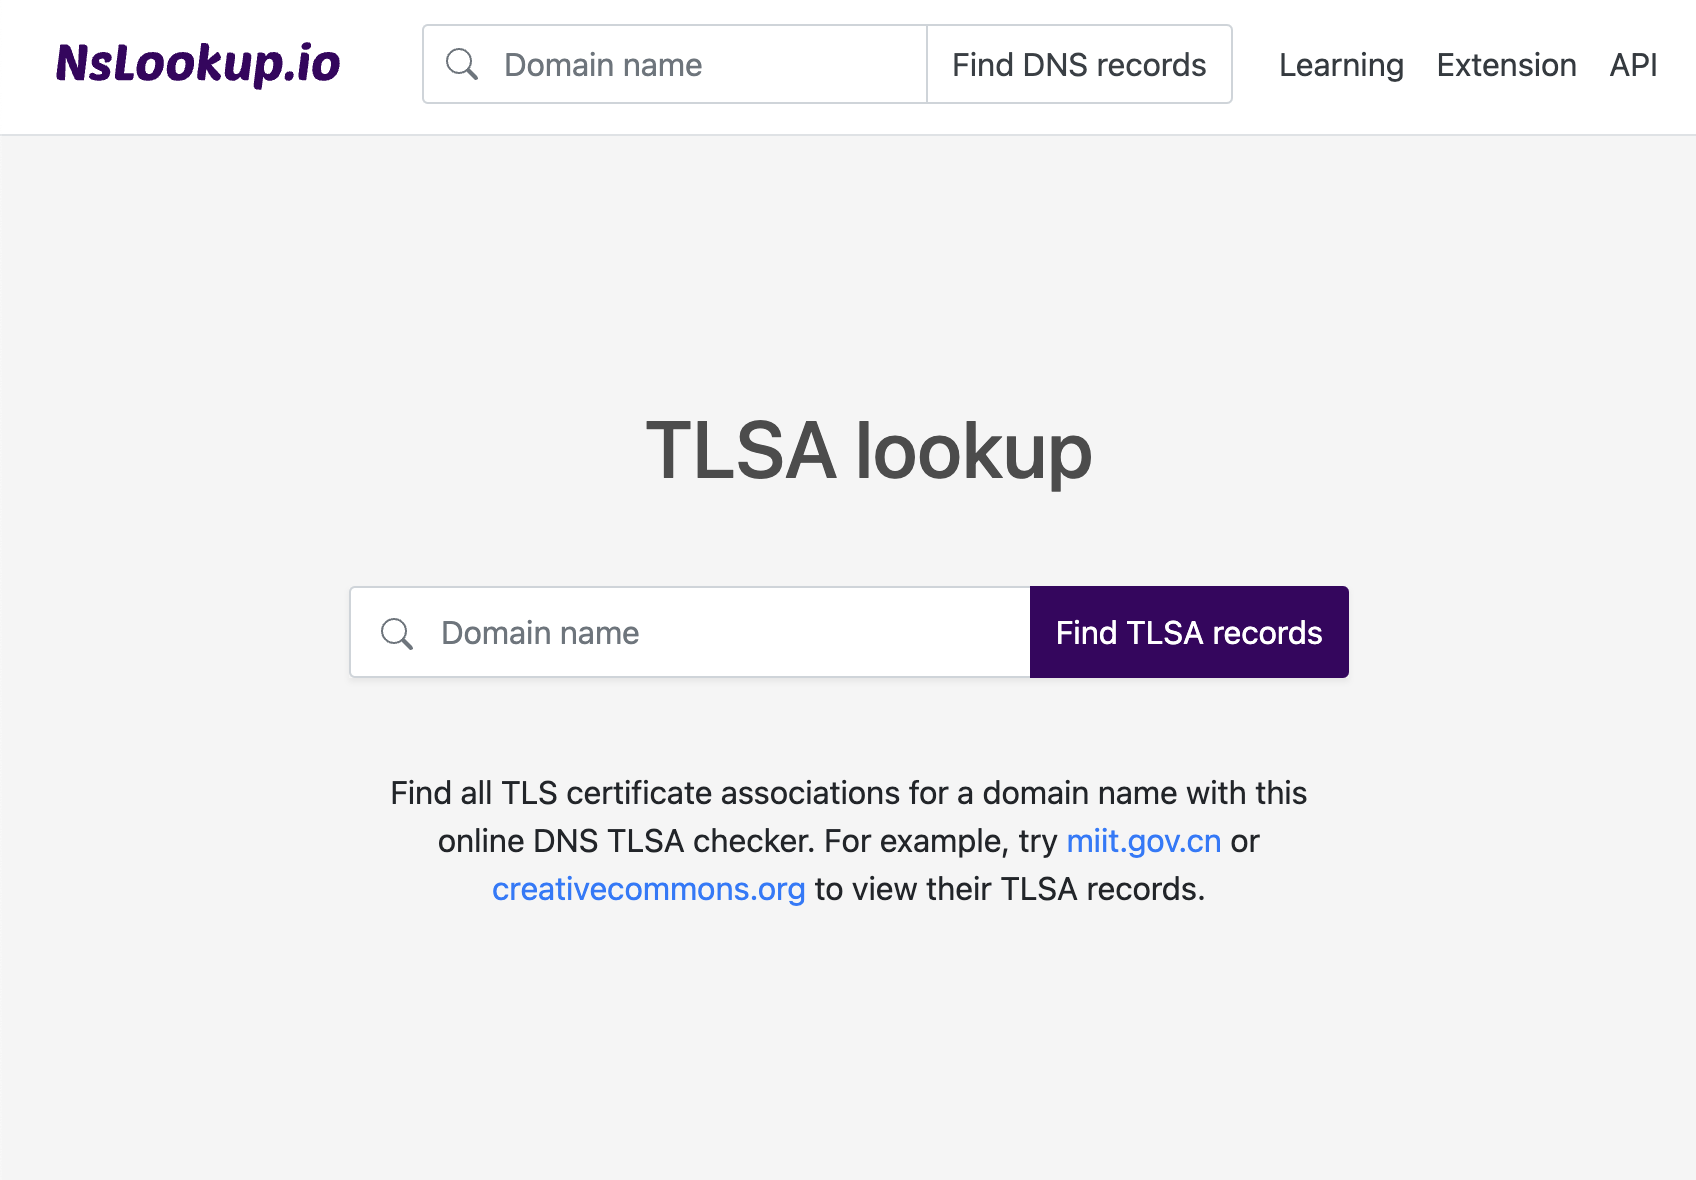 NsLookup.io
Domain name
Find DNS records
Learning
Extension
API
TLSA lookup
Domain name
Find TLSA records
Find all TLS certificate associations for a domain name with this
online DNS TLSA checker. For example, try miit.gov.cn or
creativecommons.org to view their TLSA records.